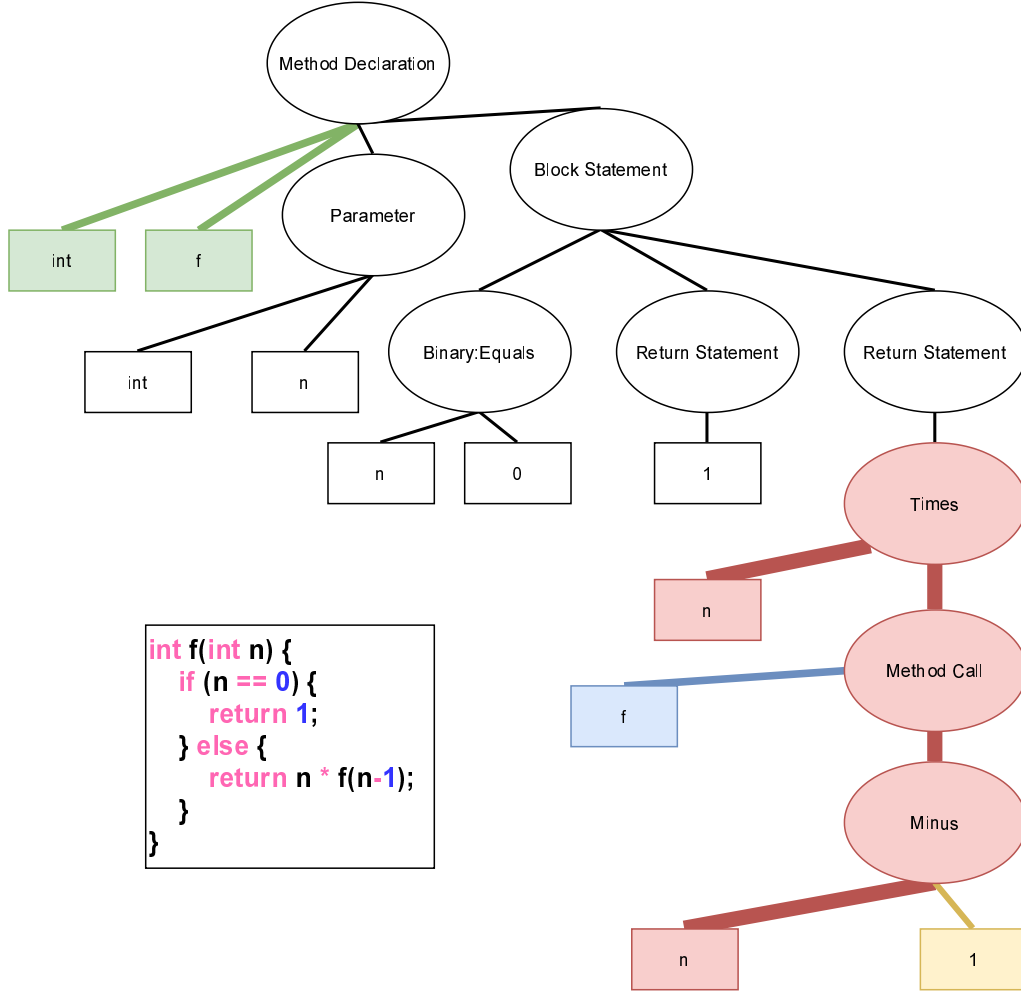 Method Declaration
Block Statement
Parameter
int
f
Binary:Equals
Return Statement
Return Statement
int
n
n
0
1
Times
n
int f(int n) {
if (n == 0) {
return 1;
} else {
return n * f(n-1);
}
}
Method Call
f
Minus
n
1